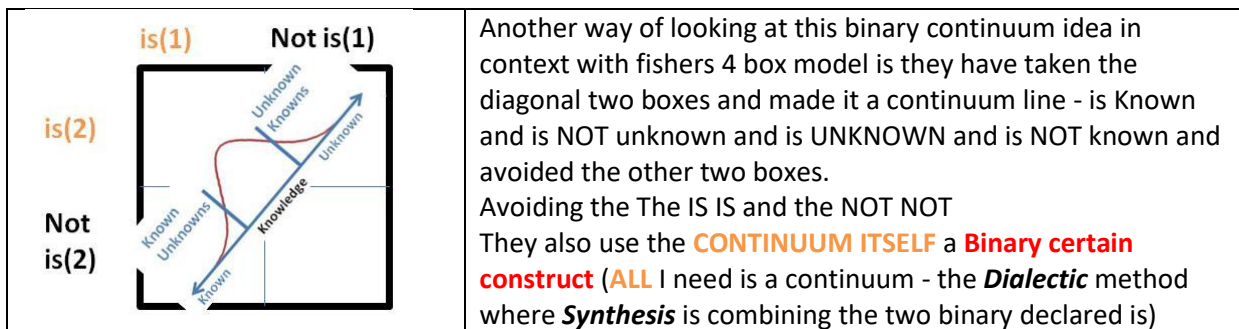 is(1) Not is(1)
is(2)
Not
is(2)
Unknown
Knowns
Unknown
Knowledge
Known
Unknowns
Known
Another way of looking at this binary continuum idea in
context with fishers 4 box model is they have taken the
diagonal two boxes and made it a continuum line - is Known
and is NOT unknown and is UNKNOWN and is NOT known and
avoided the other two boxes.
Avoiding the The IS IS and the NOT NOT
They also use the CONTINUUM ITSELF a Binary certain
construct (ALL I need is a continuum - the Dialectic method
where Synthesis is combining the two binary declared is)